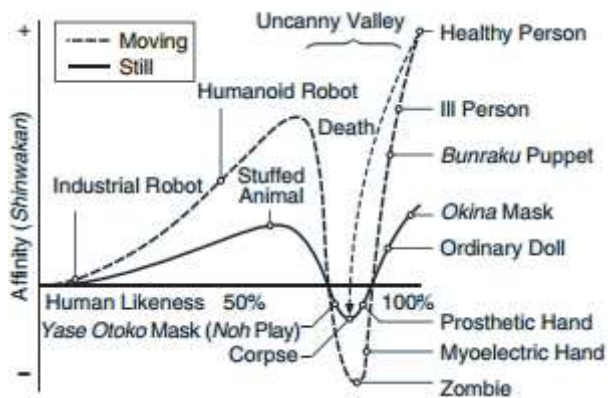 +
Moving
Still
Uncanny Valley
Healthy Person
Humanoid Robot
Death
Ill Person
Stuffed
Animal
Bunraku Puppet
Industrial Robot
Okina Mask
Ordinary Doll
Affinity (Shinwakan)
Human Likeness 50% 100%
Yase Otoko Mask (Noh Play)
Prosthetic Hand
Corpse
Myoelectric Hand
Zombie
−